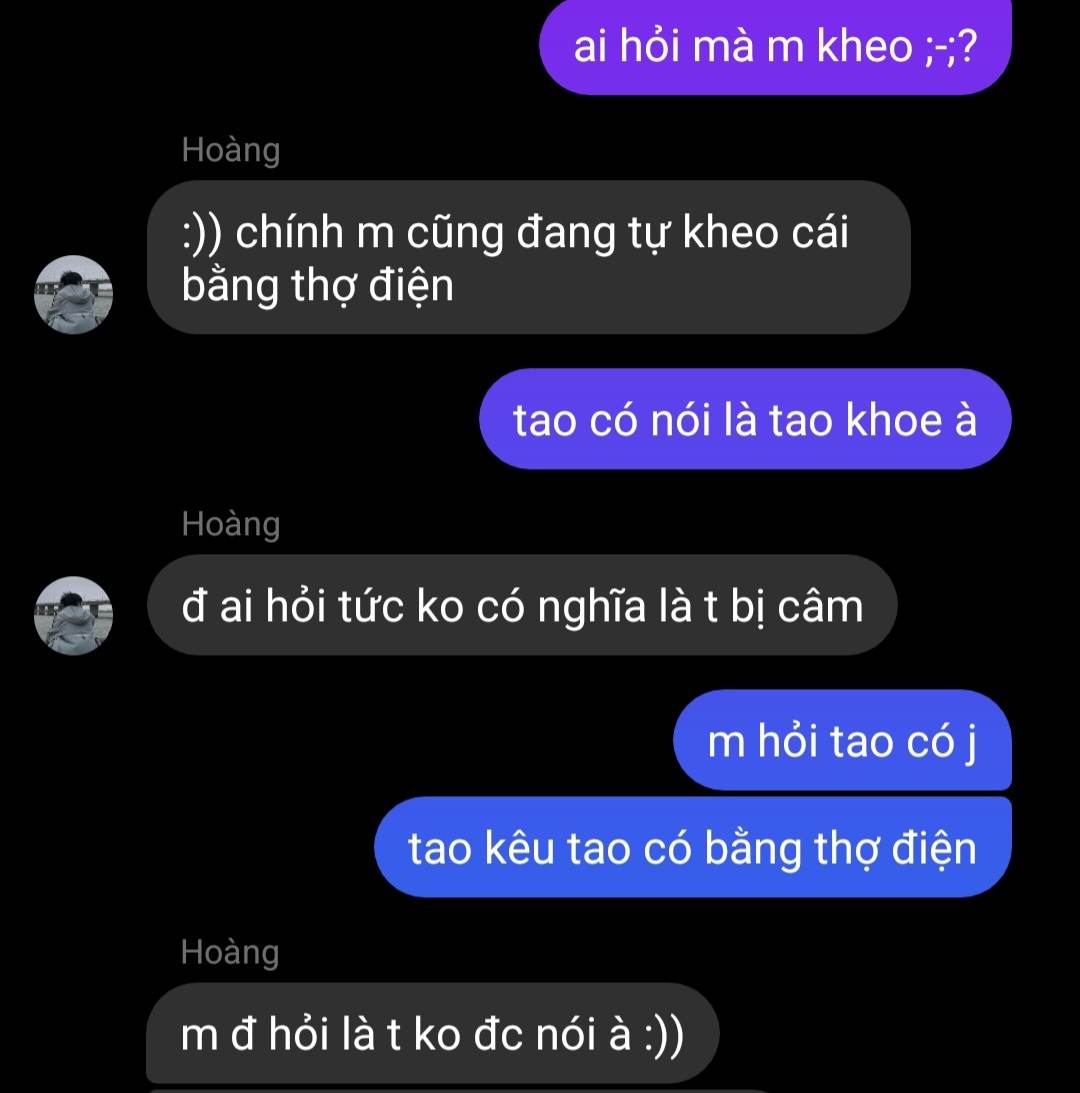 ai hỏi mà m kheo ;-;?
Hoàng
:)) chính m cũng đang tự kheo cái
bằng thợ điện
tao có nói là tao khoe à
Hoàng
đ ai hỏi tức ko có nghĩa là t bị câm
m hỏi tao có j
tao kêu tao có bằng thợ điện
Hoàng
m đ hỏi là t ko đc nói à :))